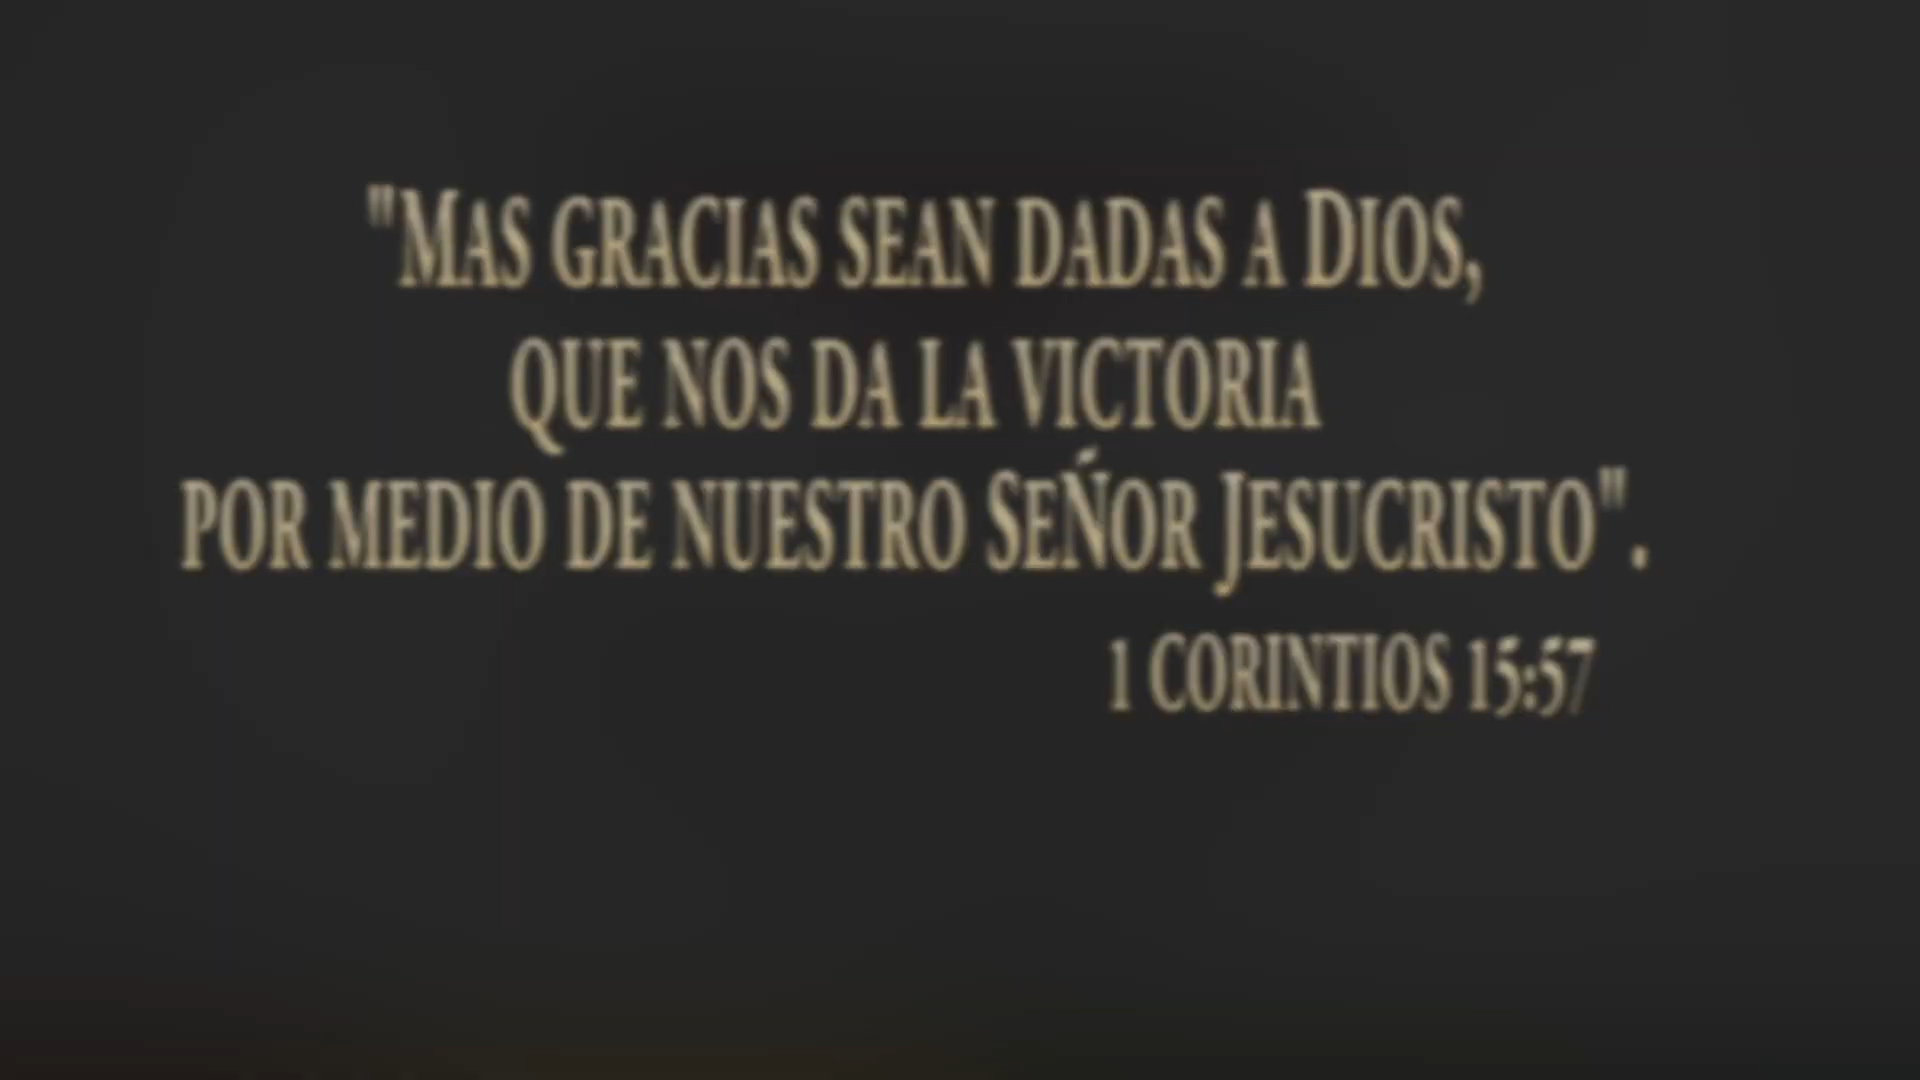 "Mas gracias sean dadas a Dios,
que nos da la victoria
por medio de nuestro Señor Jesucristo".
1 CORINTIOS 15:57